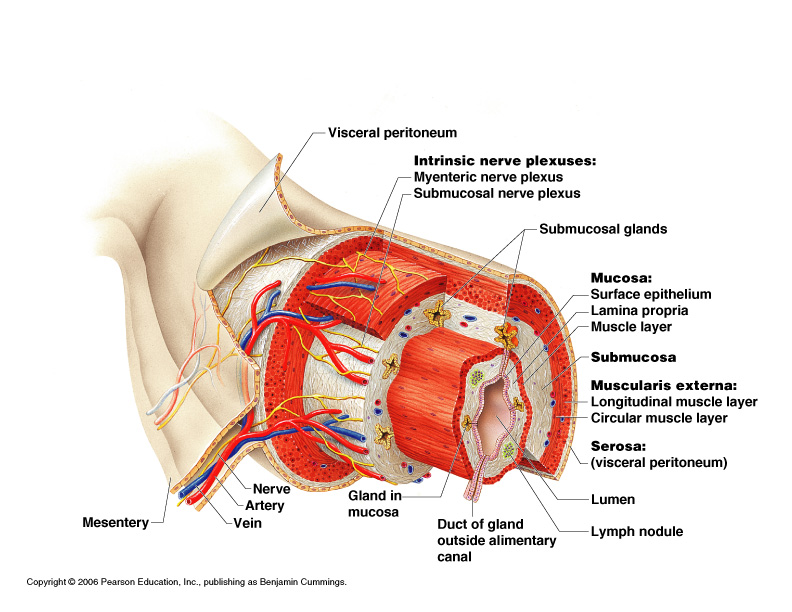 Visceral peritoneum
Intrinsic nerve plexuses:
Myenteric nerve plexus
Submucosal nerve plexus
Submucosal glands
Mucosa:
Surface epithelium
Lamina propria
Muscle layer
Submucosa
Muscularis externa:
Longitudinal muscle layer
Circular muscle layer
Serosa:
(visceral peritoneum)
Lumen
Lymph nodule
Nerve
Artery
Vein
Mesentery
Gland in
mucosa
Duct of gland
outside alimentary
canal
Copyright © 2006 Pearson Education, Inc., publishing as Benjamin Cummings.